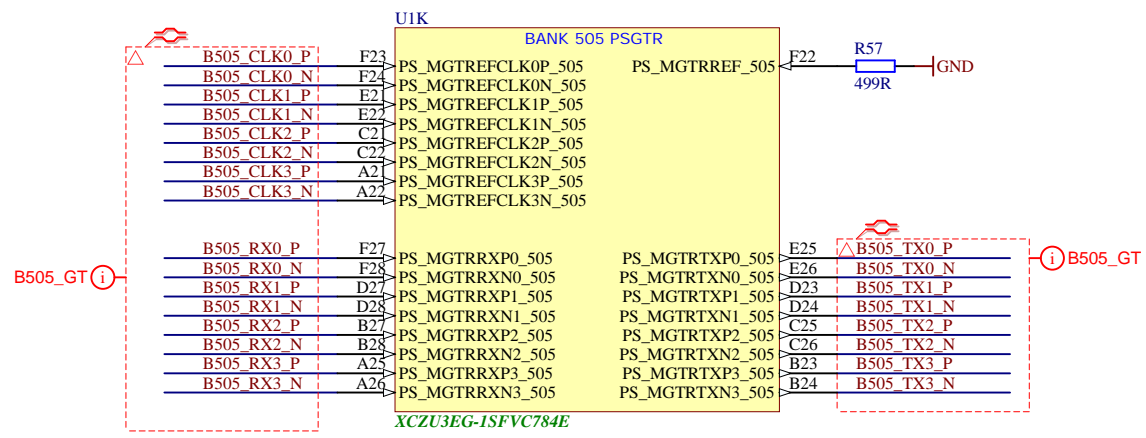 U1K
BANK 505 PSGTR
B505_CLK0_P F23 PS_MGTREFCLK0P_505 PS_MGTRREF_505 F22 R57 499R GND
B505_CLK0_N F24 PS_MGTREFCLK0N_505
B505_CLK1_P E21 PS_MGTREFCLK1P_505
B505_CLK1_N E22 PS_MGTREFCLK1N_505
B505_CLK2_P C21 PS_MGTREFCLK2P_505
B505_CLK2_N C22 PS_MGTREFCLK2N_505
B505_CLK3_P A21 PS_MGTREFCLK3P_505
B505_CLK3_N A22 PS_MGTREFCLK3N_505
B505_RX0_P F27 PS_MGTRRXP0_505 PS_MGTRTXP0_505 E25 B505_TX0_P
B505_GT i B505_RX0_N F28 PS_MGTRRXN0_505 PS_MGTRTXN0_505 E26 B505_TX0_N i B505_GT
B505_RX1_P D27 PS_MGTRRXP1_505 PS_MGTRTXP1_505 D23 B505_TX1_P
B505_RX1_N D28 PS_MGTRRXN1_505 PS_MGTRTXN1_505 D24 B505_TX1_N
B505_RX2_P B27 PS_MGTRRXP2_505 PS_MGTRTXP2_505 C25 B505_TX2_P
B505_RX2_N B28 PS_MGTRRXN2_505 PS_MGTRTXN2_505 C26 B505_TX2_N
B505_RX3_P A25 PS_MGTRRXP3_505 PS_MGTRTXP3_505 B23 B505_TX3_P
B505_RX3_N A26 PS_MGTRRXN3_505 PS_MGTRTXN3_505 B24 B505_TX3_N
XCZU3EG-1SFVC784E